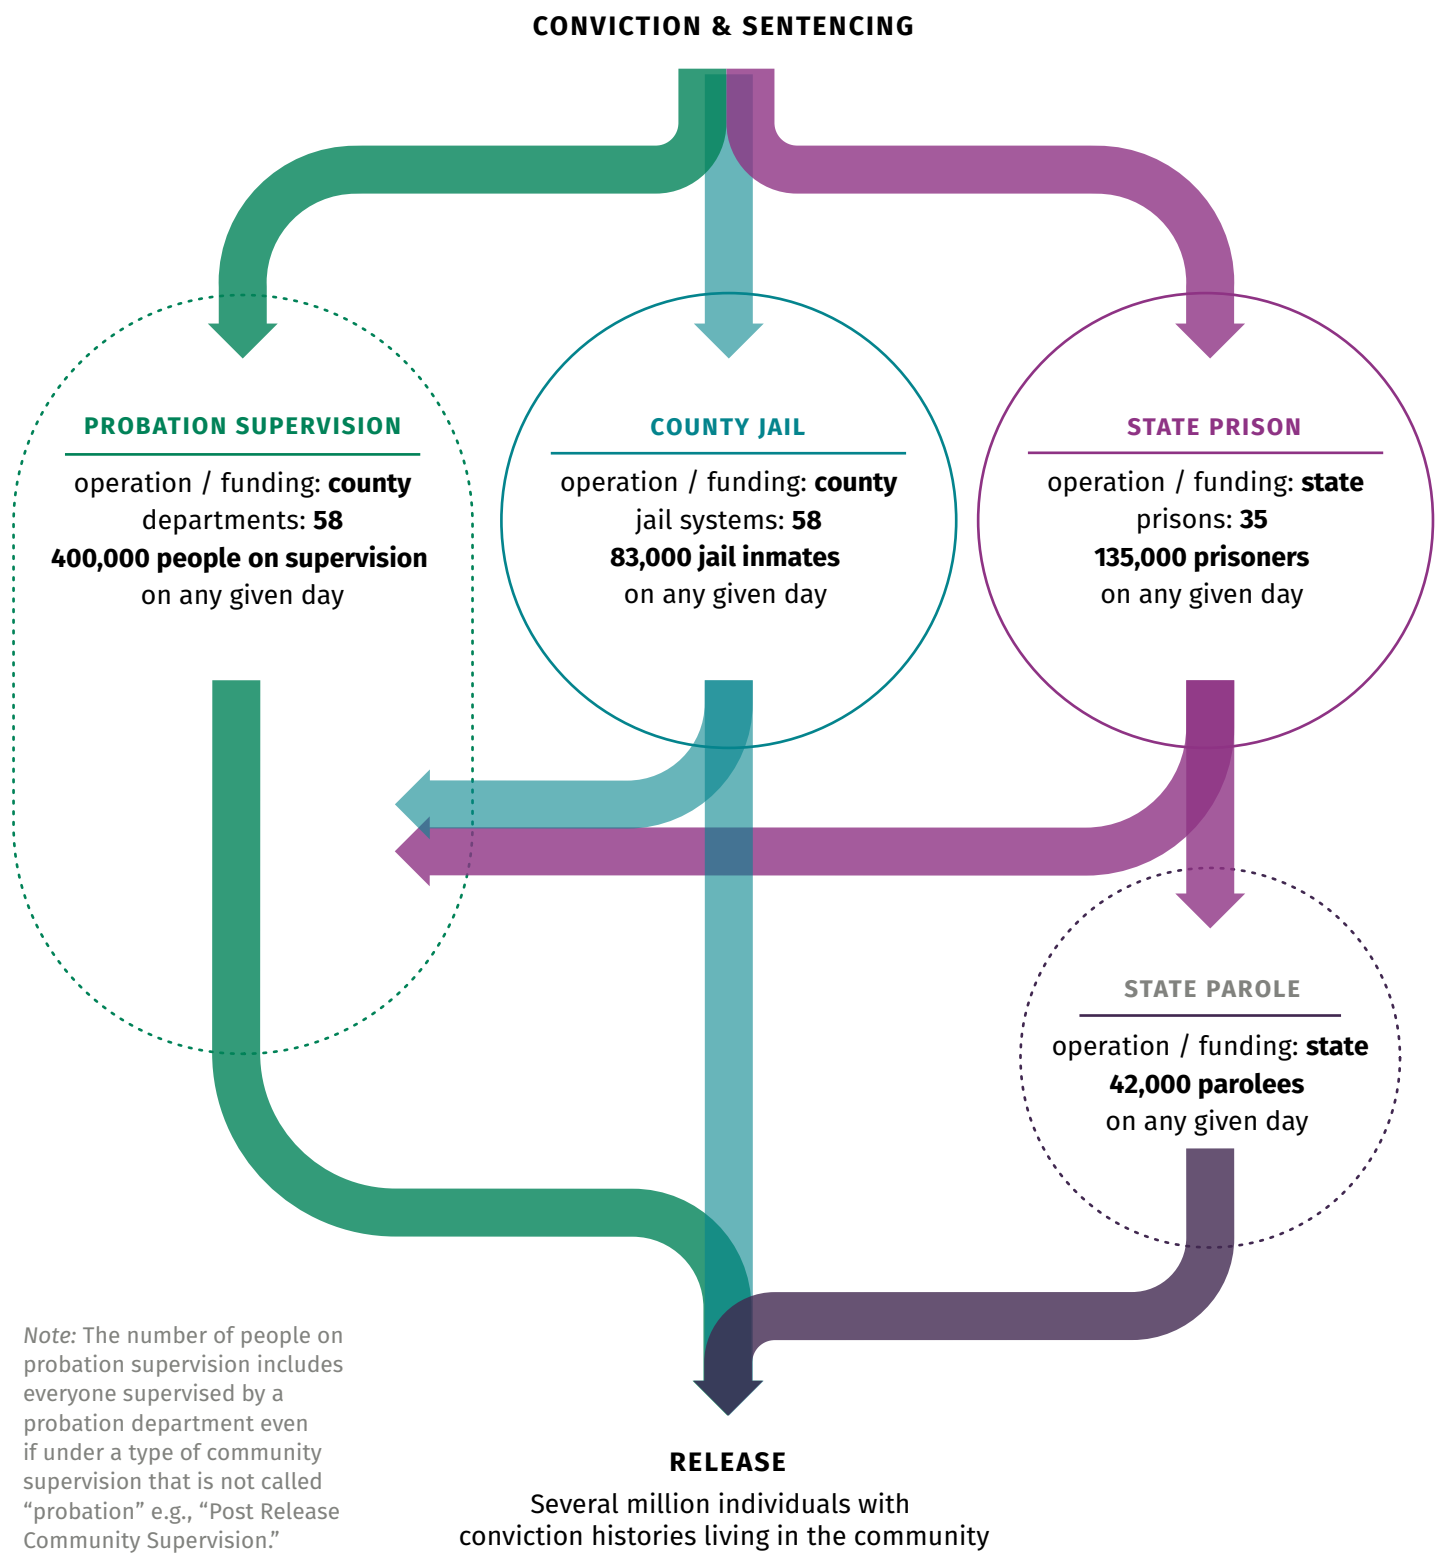 CONVICTION & SENTENCING
PROBATION SUPERVISION
operation / funding: county
departments: 58
400,000 people on supervision
on any given day
COUNTY JAIL
operation / funding: county
jail systems: 58
83,000 jail inmates
on any given day
STATE PRISON
operation / funding: state
prisons: 35
135,000 prisoners
on any given day
STATE PAROLE
operation / funding: state
42,000 parolees
on any given day
Note: The number of people on
probation supervision includes
everyone supervised by a
probation department even
if under a type of community
supervision that is not called
“probation” e.g., “Post Release
Community Supervision.”
RELEASE
Several million individuals with
conviction histories living in the community